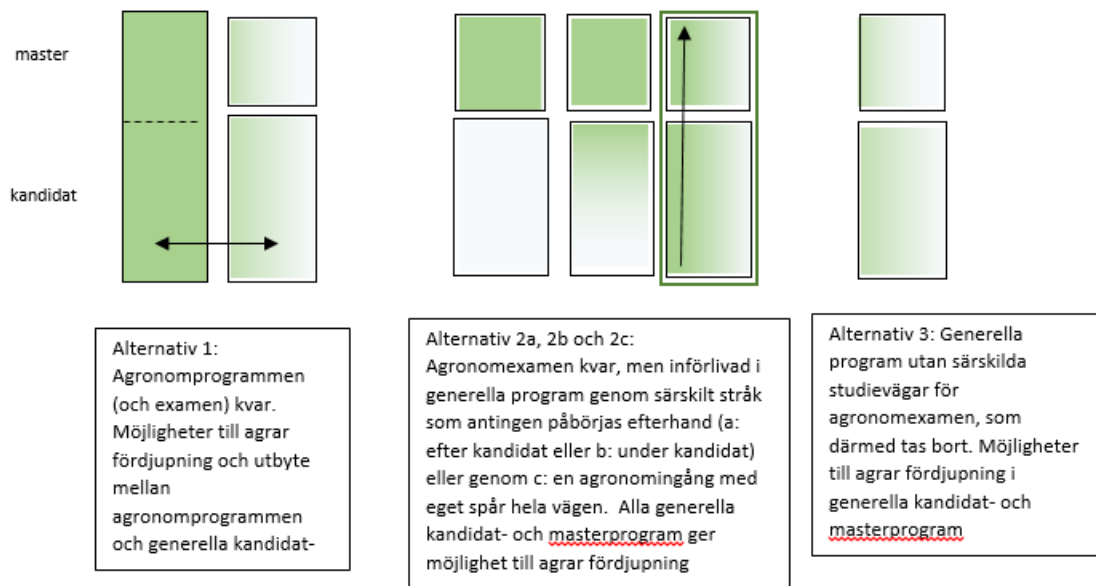 master
kandidat
Alternativ 1:
Agronomprogrammen
(och examen) kvar.
Möjligheter till agrar
fördjupning och utbyte
mellan
agronomprogrammen
och generella kandidat-
Alternativ 2a, 2b och 2c:
Agronomexamen kvar, men införlivad i
generella program genom särskilt stråk
som antingen påbörjas efterhand (a:
efter kandidat eller b: under kandidat)
eller genom c: en agronomingång med
eget spår hela vägen. Alla generella
kandidat- och masterprogram ger
möjlighet till agrar fördjupning
Alternativ 3: Generella
program utan särskilda
studievägar för
agronomexamen, som
därmed tas bort. Möjligheter
till agrar fördjupning i
generella kandidat- och
masterprogram